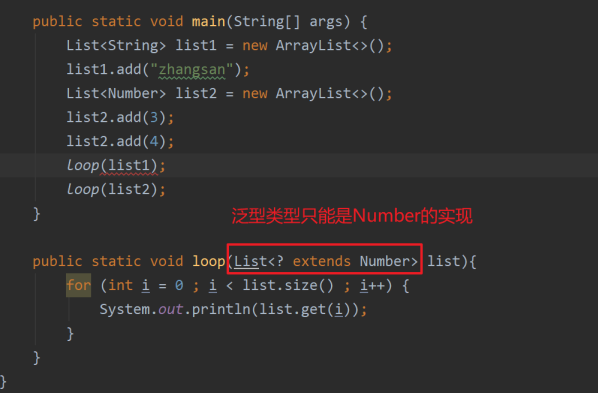 public static void main(String[] args) {
List<String> list1 = new ArrayList<>();
list1.add("zhangsan");
List<Number> list2 = new ArrayList<>();
list2.add(3);
list2.add(4);
loop(list1);
loop(list2);
}
泛型类型只能是Number的实现
public static void loop(List<? extends Number> list){
for (int i = 0 ; i < list.size() ; i++) {
System.out.println(list.get(i));
}
}
}